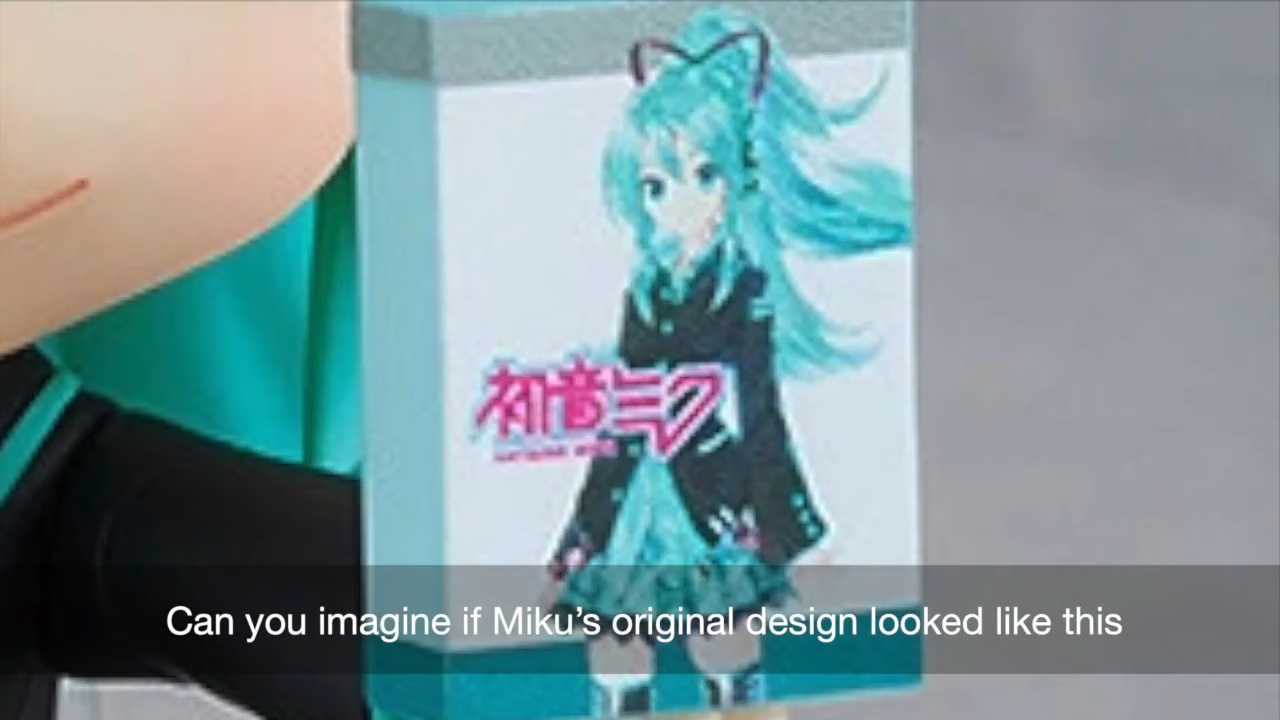 初音ミク
Can you imagine if Miku’s original design looked like this